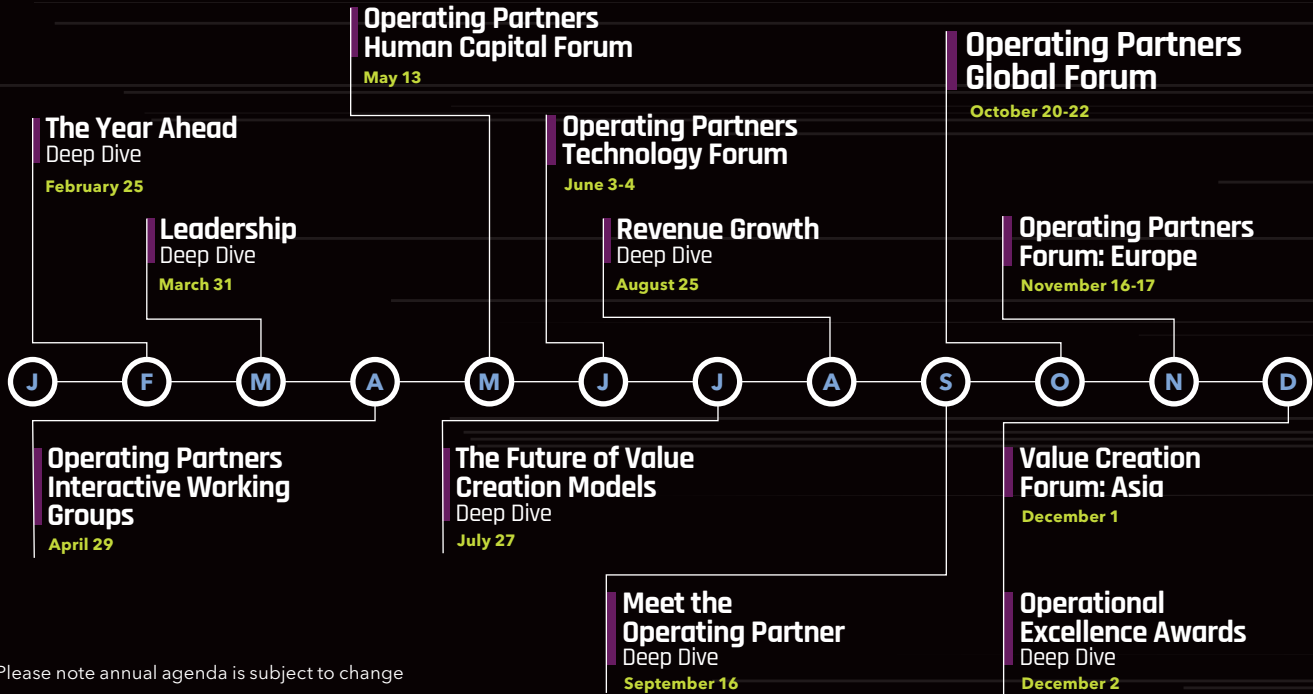 Operating Partners
Human Capital Forum
May 13
Operating Partners
Global Forum
October 20-22
The Year Ahead
Deep Dive
February 25
Operating Partners
Technology Forum
June 3-4
Leadership
Deep Dive
March 31
Revenue Growth
Deep Dive
August 25
Operating Partners
Forum: Europe
November 16-17
J F M A M J J A S O N D
Operating Partners
Interactive Working
Groups
April 29
The Future of Value
Creation Models
Deep Dive
July 27
Value Creation
Forum: Asia
December 1
Meet the
Operating Partner
Deep Dive
September 16
Operational
Excellence Awards
Deep Dive
December 2
Please note annual agenda is subject to change